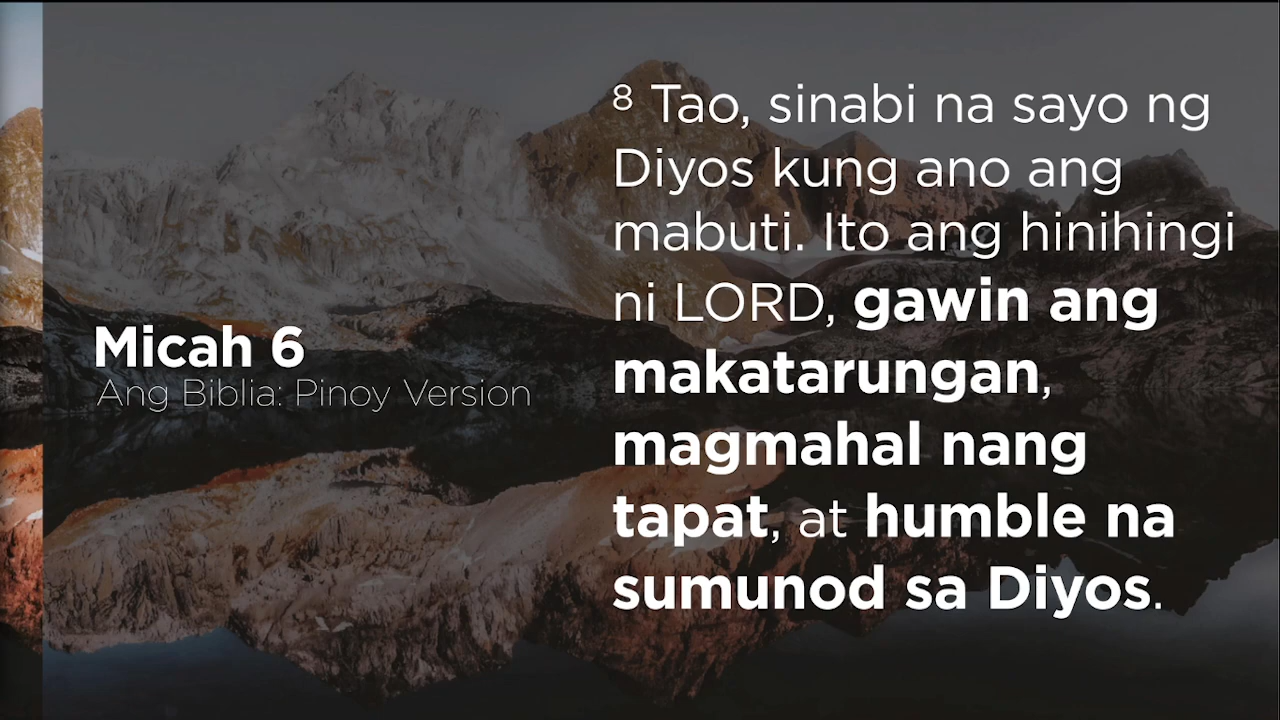 Micah 6
Ang Biblia: Pinoy Version
8 Tao, sinabi na sayo ng
Diyos kung ano ang
mabuti. Ito ang hinihingi
ni LORD, gawin ang
makatarungan,
magmahal nang
tapat, at humble na
sumunod sa Diyos.